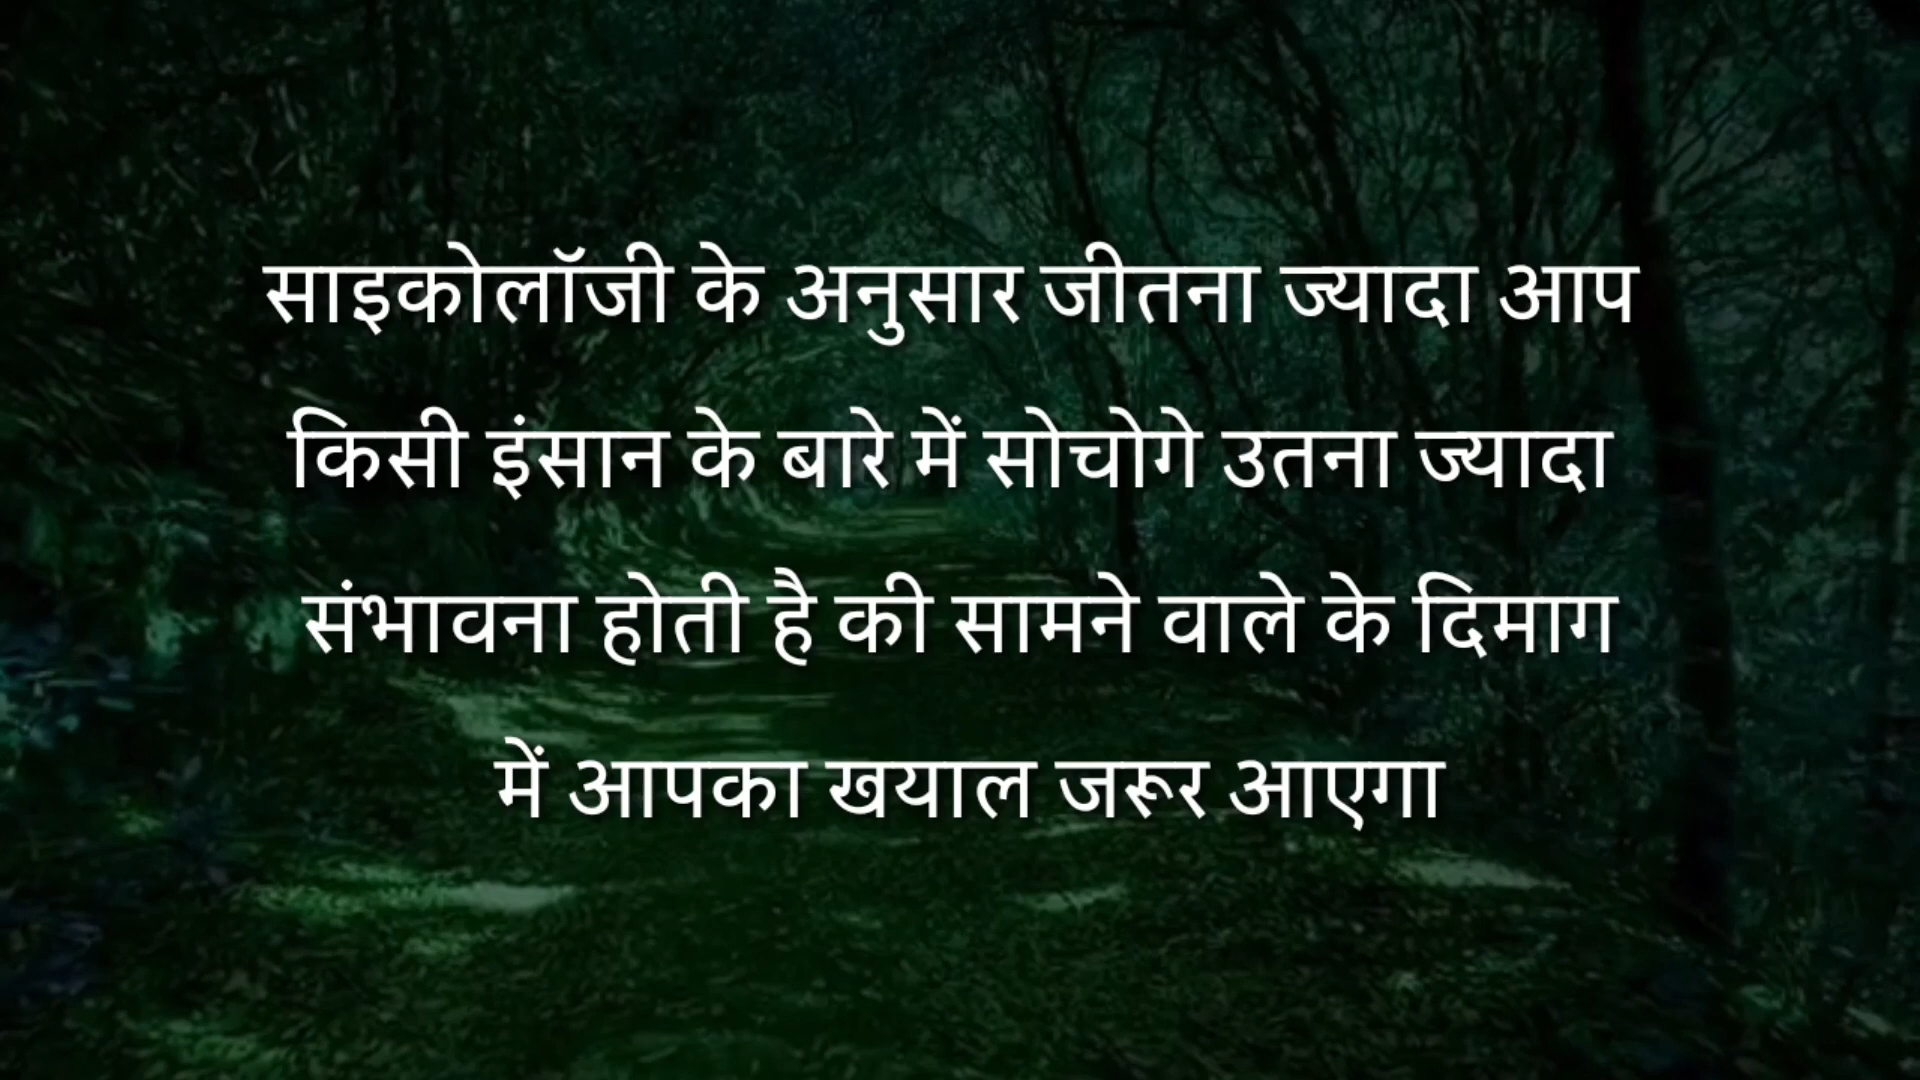 साइकोलॉजी के अनुसार जीतना ज्यादा आप
किसी इंसान के बारे में सोचोगे उतना ज्यादा
संभावना होती है की सामने वाले के दिमाग
में आपका खयाल जरूर आएगा